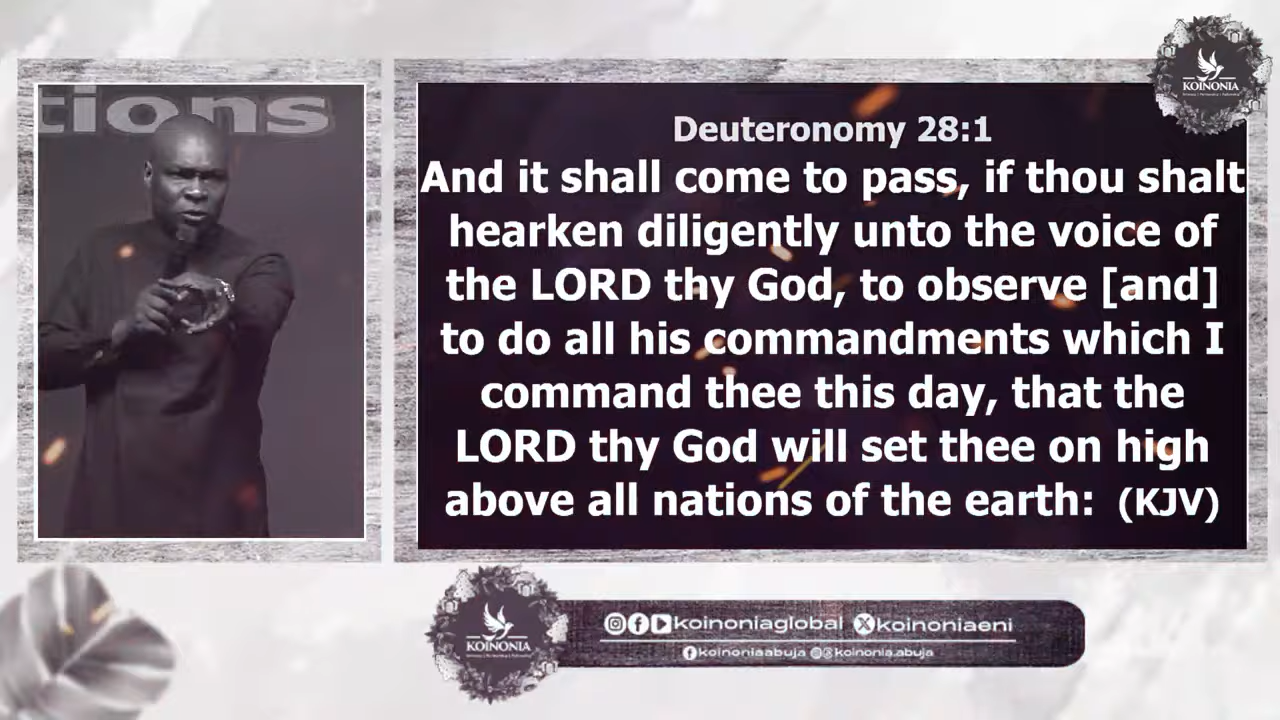 tions
KOINONIA
Deuteronomy 28:1
And it shall come to pass, if thou shalt
hearken diligently unto the voice of
the LORD thy God, to observe [and]
to do all his commandments which I
command thee this day, that the
LORD thy God will set thee on high
above all nations of the earth: (KJV)
KOINONIA
koinoniaglobal koinoniaeni
koinoniaabuja koinonia.abuja